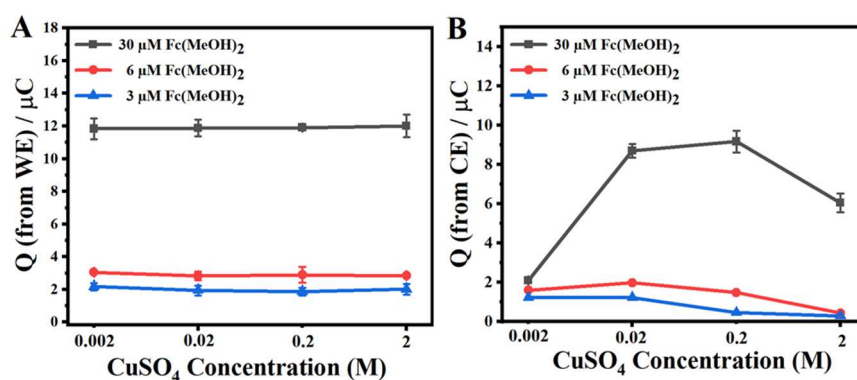 A
30 μM Fc(MeOH)2
6 μM Fc(MeOH)2
3 μM Fc(MeOH)2
Q (from WE) / μC
18
16
14
12
10
8
6
4
2
0
0.002 0.02 0.2 2
CuSO4 Concentration (M)
B
30 μM Fc(MeOH)2
6 μM Fc(MeOH)2
3 μM Fc(MeOH)2
Q (from CE) / μC
14
12
10
8
6
4
2
0
0.002 0.02 0.2 2
CuSO4 Concentration (M)